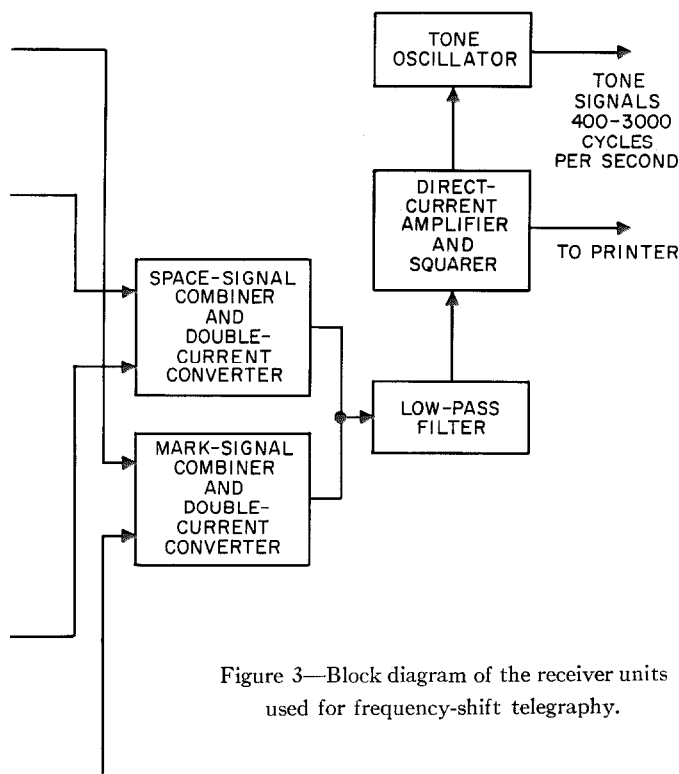 TONE
OSCILLATOR
TONE
SIGNALS
400-3000
CYCLES
PER SECOND
DIRECT-
CURRENT
AMPLIFIER
AND
SQUARER
TO PRINTER
SPACE-SIGNAL
COMBINER
AND
DOUBLE-
CURRENT
CONVERTER
LOW-PASS
FILTER
MARK-SIGNAL
COMBINER
AND
DOUBLE-
CURRENT
CONVERTER
Figure 3—Block diagram of the receiver units
used for frequency-shift telegraphy.